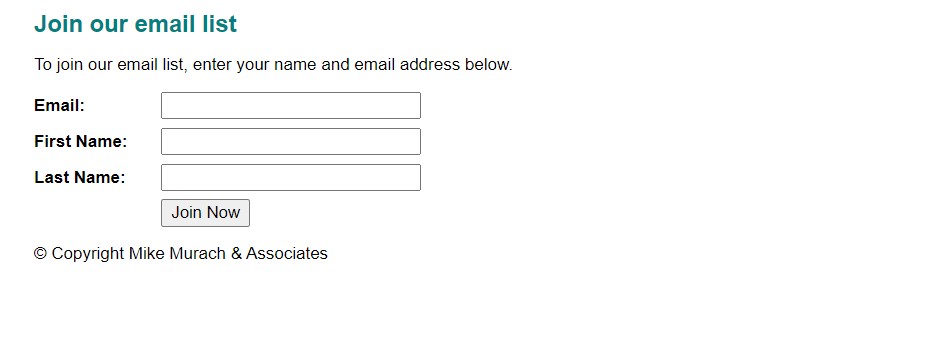 Join our email list
To join our email list, enter your name and email address below.
Email:
First Name:
Last Name:
Join Now
© Copyright Mike Murach & Associates